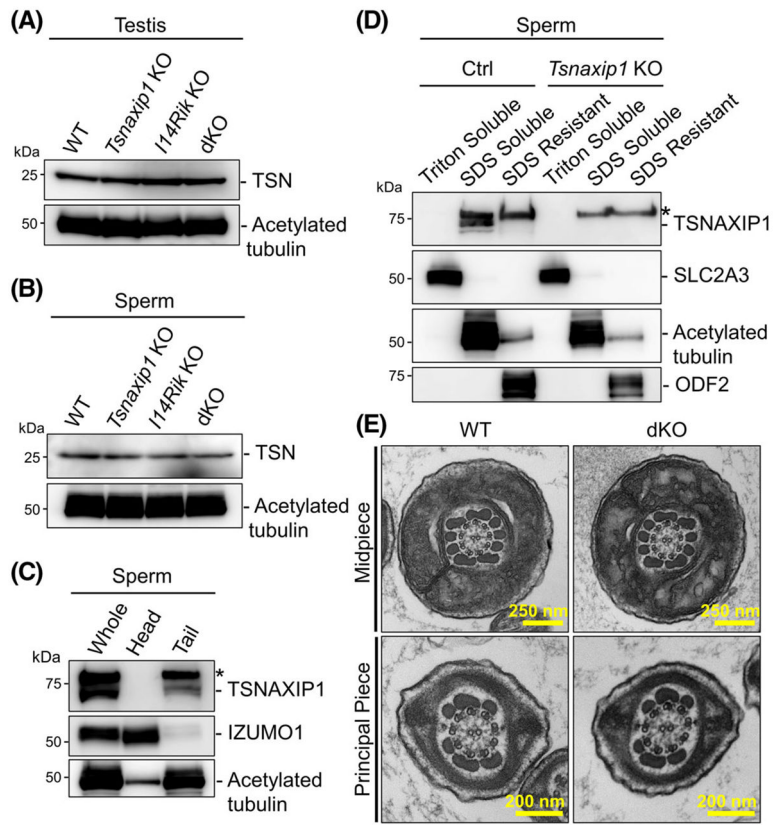 (A)
Testis
WT
Tsnaxip1 KO
I14Rik KO
dKO
kDa
25
- TSN
50
- Acetylated
tubulin
(B)
Sperm
WT
Tsnaxip1 KO
I14Rik KO
dKO
kDa
25
- TSN
50
- Acetylated
tubulin
(C)
Sperm
Whole
Head
Tail
kDa
75
*
- TSNAXIP1
50
- IZUMO1
50
- Acetylated
tubulin
(D)
Sperm
Ctrl
Tsnaxip1 KO
Triton Soluble
SDS Soluble
SDS Resistant
Triton Soluble
SDS Soluble
SDS Resistant
kDa
75
*
- TSNAXIP1
50
- SLC2A3
50
- Acetylated
tubulin
75
- ODF2
(E)
WT
dKO
Midpiece
250 nm
250 nm
Principal Piece
200 nm
200 nm